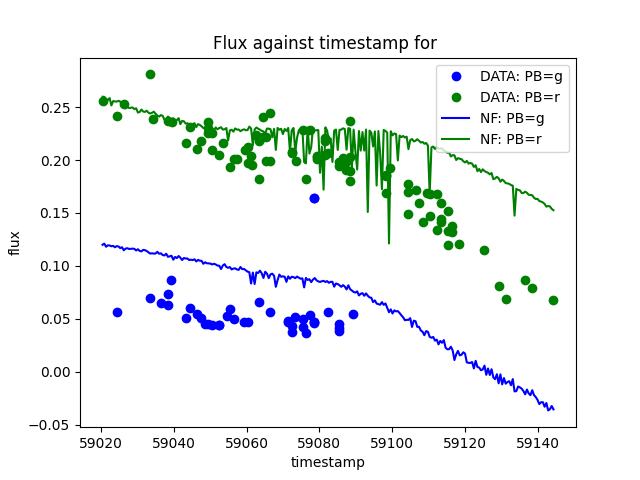 Flux against timestamp for
DATA: PB=g
DATA: PB=r
NF: PB=g
NF: PB=r
flux
0.25
0.20
0.15
0.10
0.05
0.00
−0.05
59020 59040 59060 59080 59100 59120 59140
timestamp